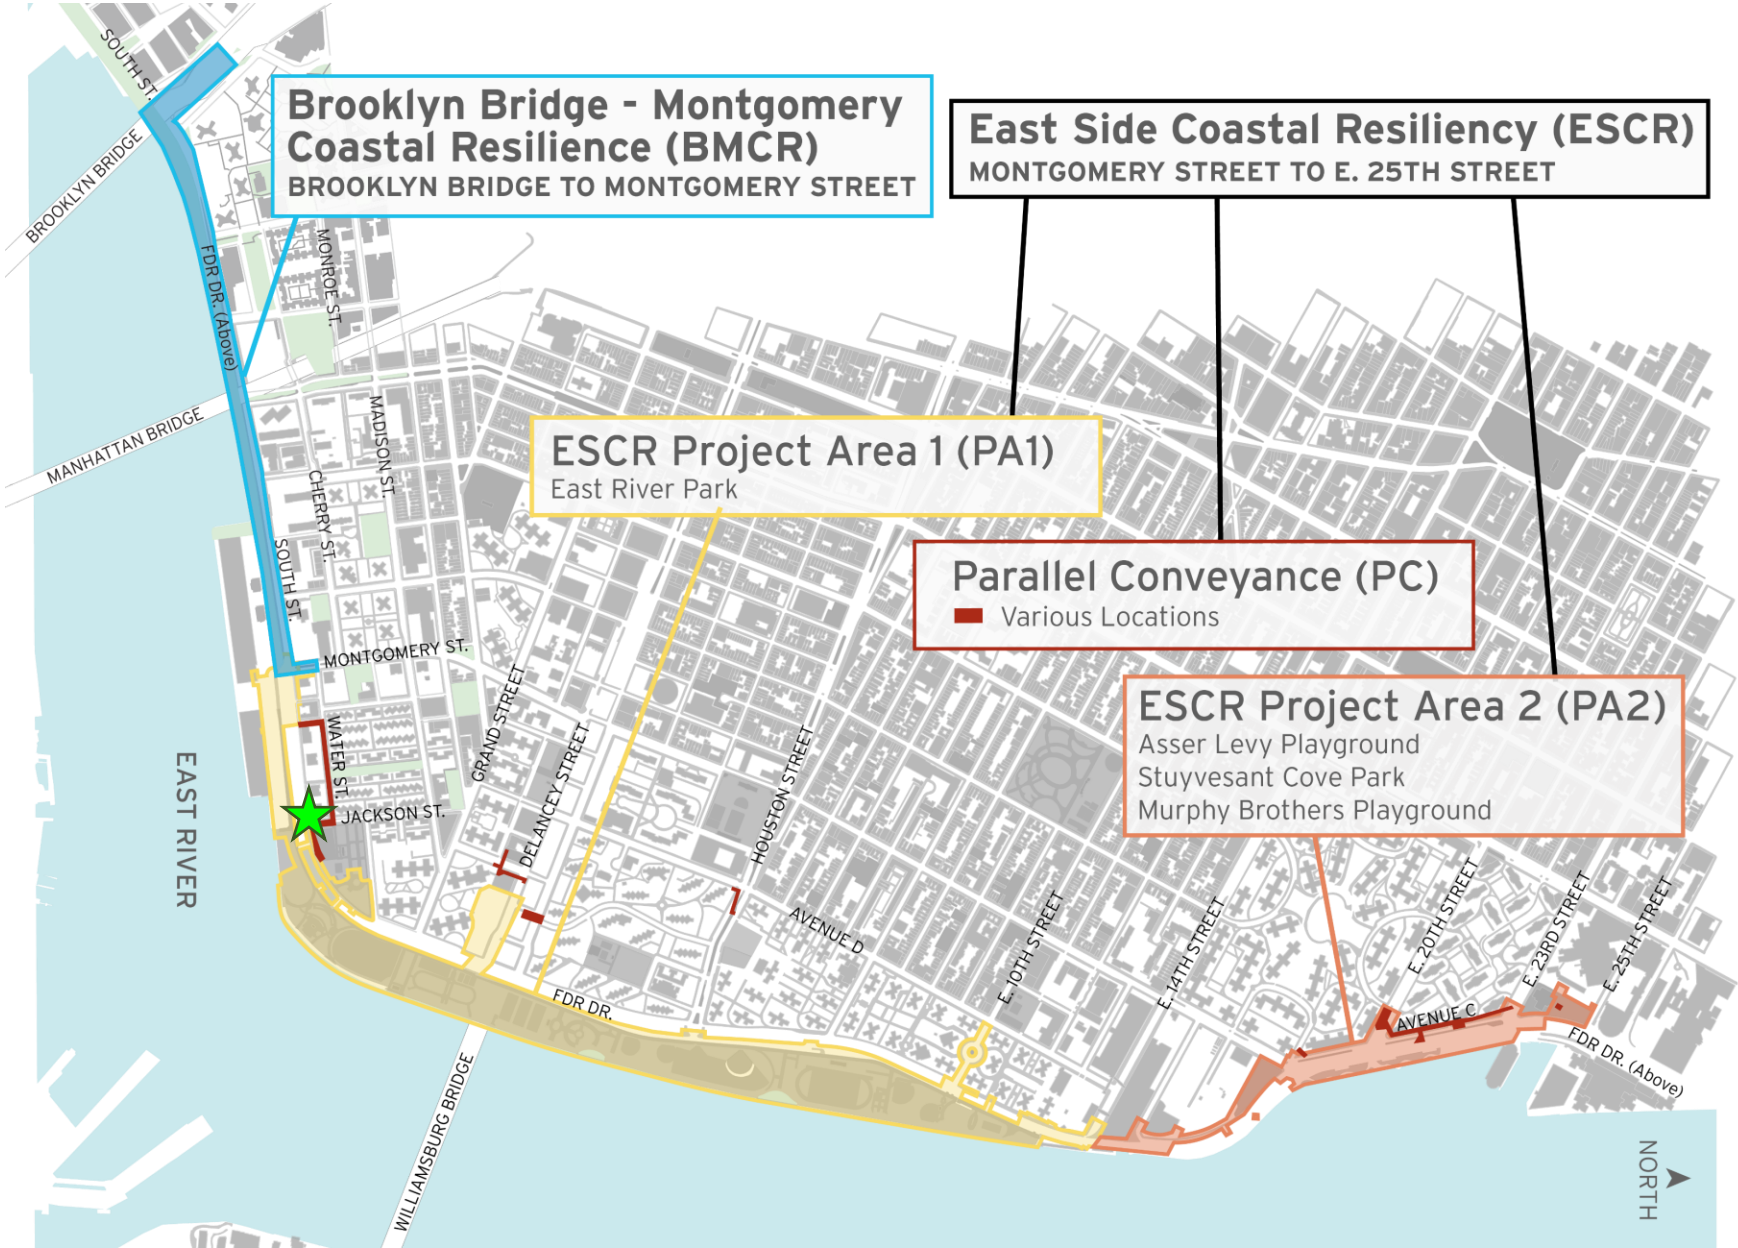 SOUTH ST.
Brooklyn Bridge - Montgomery
Coastal Resilience (BMCR)
BROOKLYN BRIDGE TO MONTGOMERY STREET
East Side Coastal Resiliency (ESCR)
MONTGOMERY STREET TO E. 25TH STREET
BROOKLYN BRIDGE
FDR DR. (Above)
MONROE ST.
MANHATTAN BRIDGE
MADISON ST.
CHERRY ST.
SOUTH ST.
ESCR Project Area 1 (PA1)
East River Park
Parallel Conveyance (PC)
Various Locations
MONTGOMERY ST.
ESCR Project Area 2 (PA2)
Asser Levy Playground
Stuyvesant Cove Park
Murphy Brothers Playground
WATER ST.
JACKSON ST.
GRAND STREET
DELANCEY STREET
HOUSTON STREET
EAST RIVER
AVENUE D
E. 10TH STREET
E. 14TH STREET
E. 20TH STREET
E. 23RD STREET
E. 25TH STREET
FDR DR.
AVENUE C
FDR DR. (Above)
WILLIAMSBURG BRIDGE
NORTH